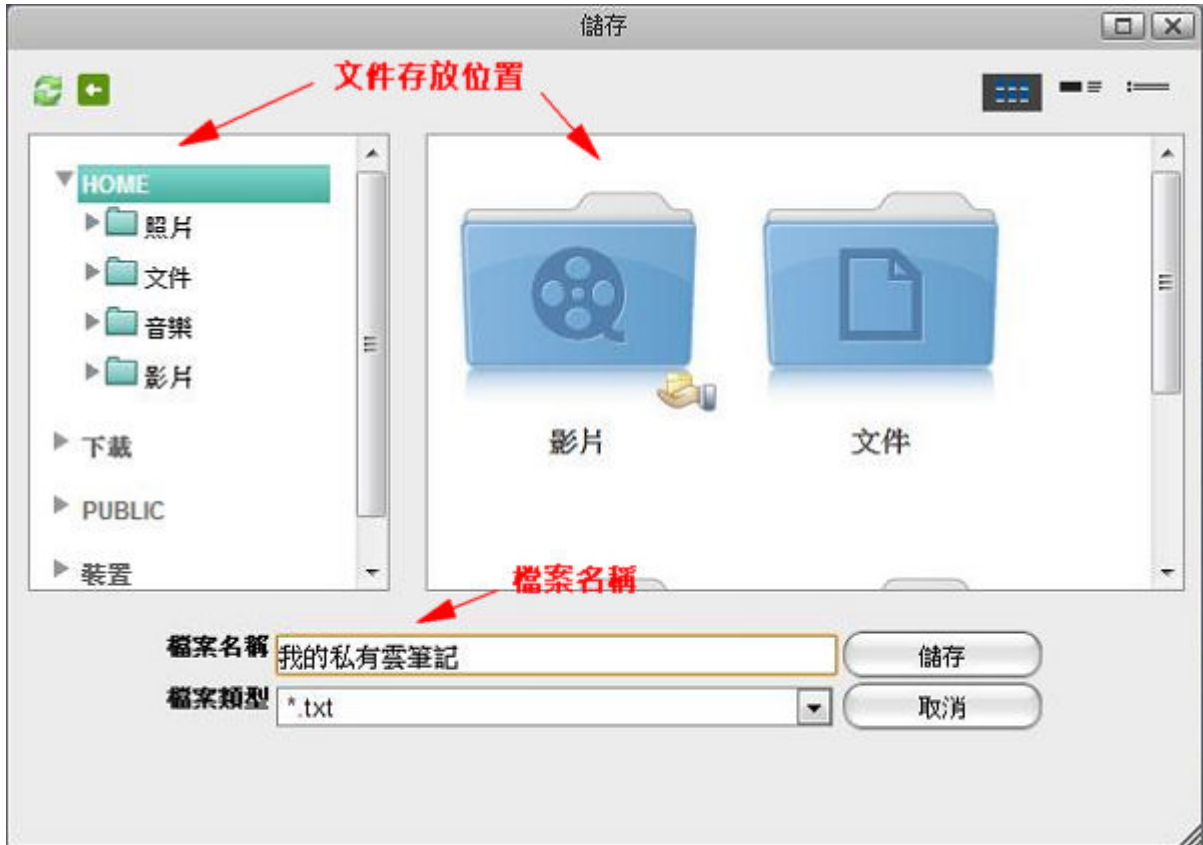 儲存
文件存放位置
HOME
照片
文件
音樂
影片
下載
PUBLIC
裝置
影片
文件
檔案名稱
檔案名稱 我的私有雲筆記 儲存
檔案類型 *.txt 取消